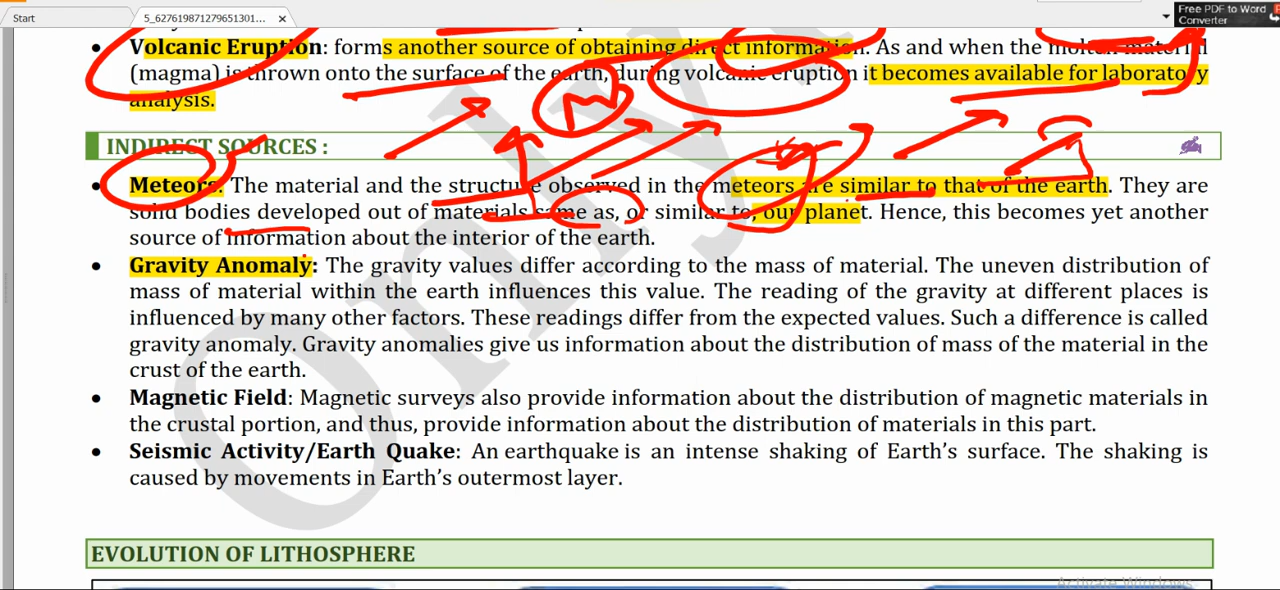 Start
5_627619871279651301...
Free PDF to Word
Converter
• Volcanic Eruption: forms another source of obtaining direct information. As and when the molten material
(magma) is thrown onto the surface of the earth, during volcanic eruption it becomes available for laboratory
analysis.
INDIRECT SOURCES :
• Meteors: The material and the structure observed in the meteors are similar to that of the earth. They are
solid bodies developed out of materials same as, or similar to, our planet. Hence, this becomes yet another
source of information about the interior of the earth.
• Gravity Anomaly: The gravity values differ according to the mass of material. The uneven distribution of
mass of material within the earth influences this value. The reading of the gravity at different places is
influenced by many other factors. These readings differ from the expected values. Such a difference is called
gravity anomaly. Gravity anomalies give us information about the distribution of mass of the material in the
crust of the earth.
• Magnetic Field: Magnetic surveys also provide information about the distribution of magnetic materials in
the crustal portion, and thus, provide information about the distribution of materials in this part.
• Seismic Activity/Earth Quake: An earthquake is an intense shaking of Earth's surface. The shaking is
caused by movements in Earth's outermost layer.
EVOLUTION OF LITHOSPHERE
Activate Windows
Only